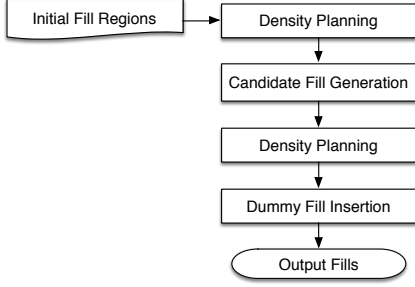 Initial Fill Regions
Density Planning
Candidate Fill Generation
Density Planning
Dummy Fill Insertion
Output Fills